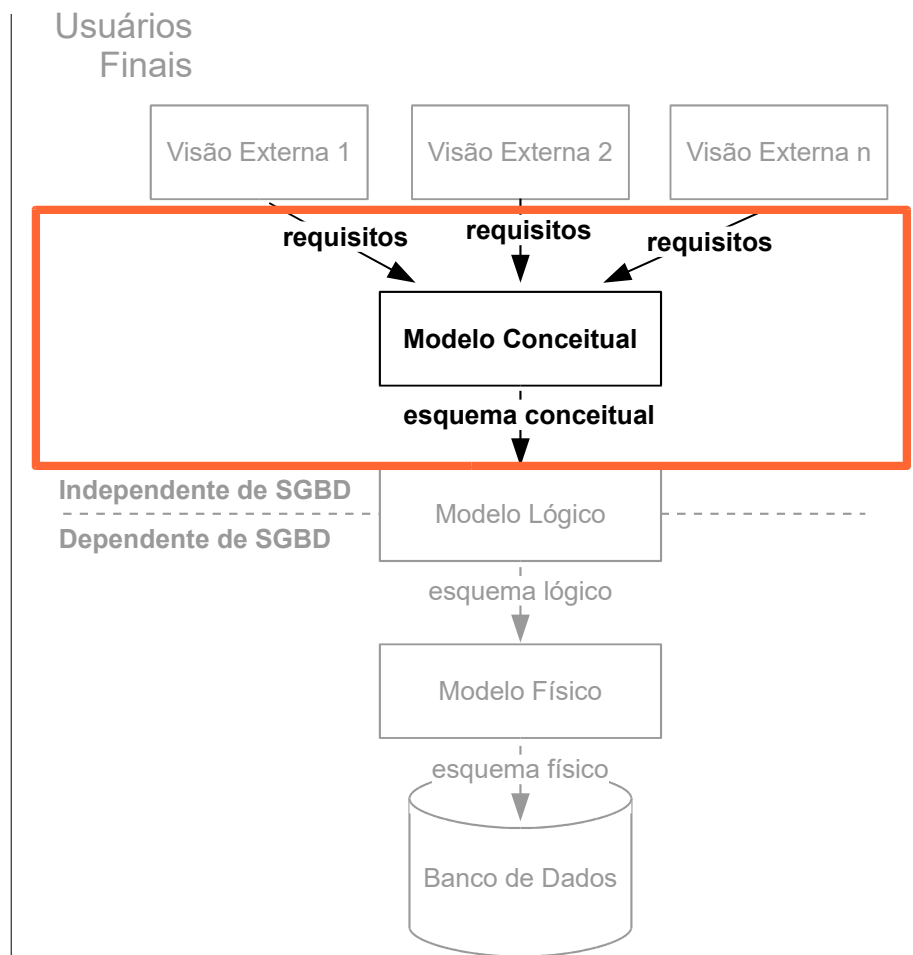 Usuários
Finais
Visão Externa 1
Visão Externa 2
Visão Externa n
requisitos
requisitos
requisitos
Modelo Conceitual
esquema conceitual
Independente de SGBD
Modelo Lógico
Dependente de SGBD
esquema lógico
Modelo Físico
esquema físico
Banco de Dados